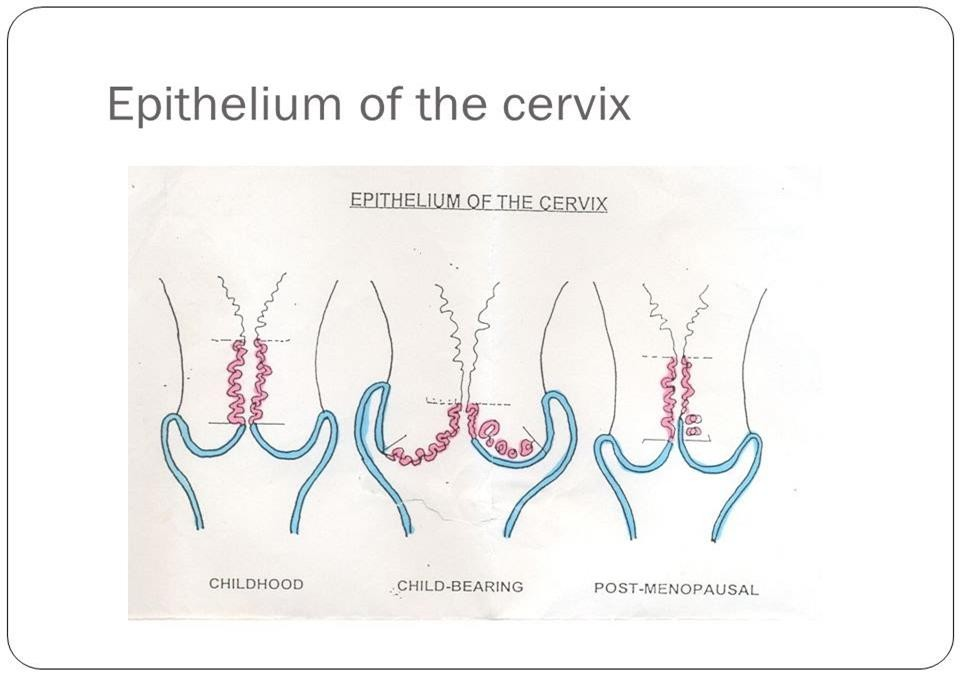 Epithelium of the cervix
EPITHELIUM OF THE CERVIX
CHILDHOOD
CHILD-BEARING
POST-MENOPAUSAL